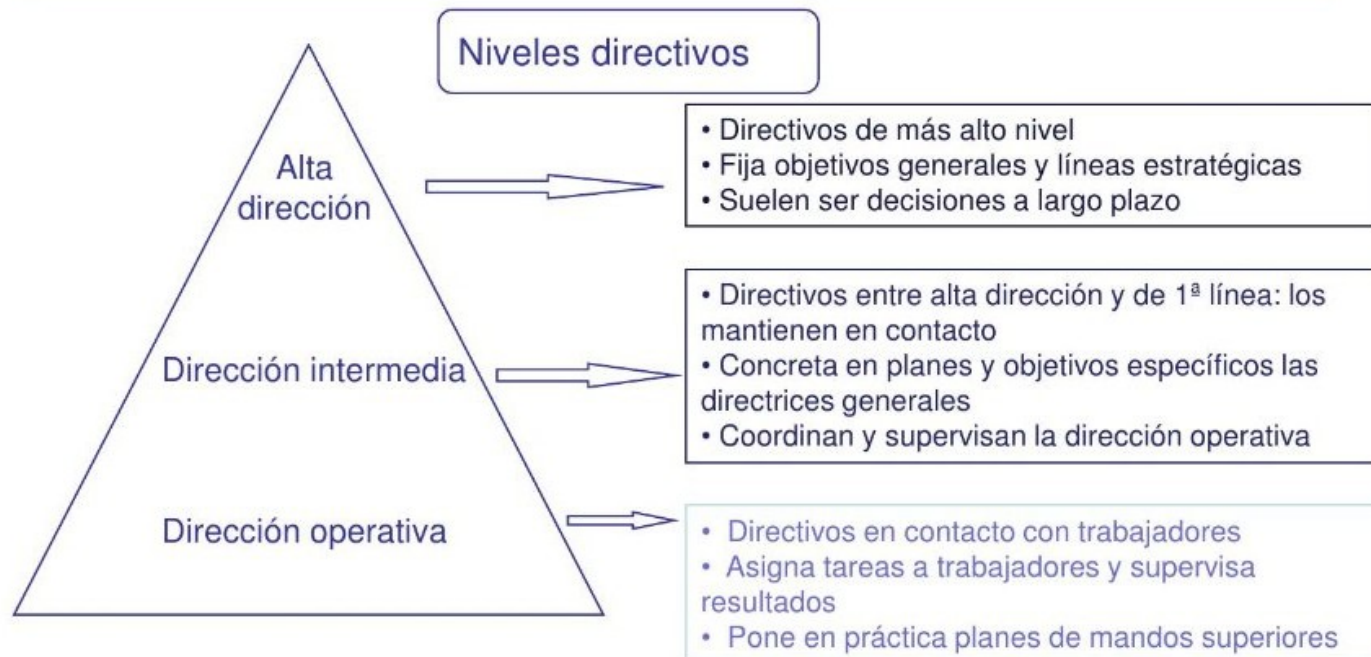 Niveles directivos
Alta
dirección
• Directivos de más alto nivel
• Fija objetivos generales y líneas estratégicas
• Suelen ser decisiones a largo plazo
Dirección intermedia
• Directivos entre alta dirección y de 1ª línea: los
mantienen en contacto
• Concreta en planes y objetivos específicos las
directrices generales
• Coordinan y supervisan la dirección operativa
Dirección operativa
• Directivos en contacto con trabajadores
• Asigna tareas a trabajadores y supervisa
resultados
• Pone en práctica planes de mandos superiores